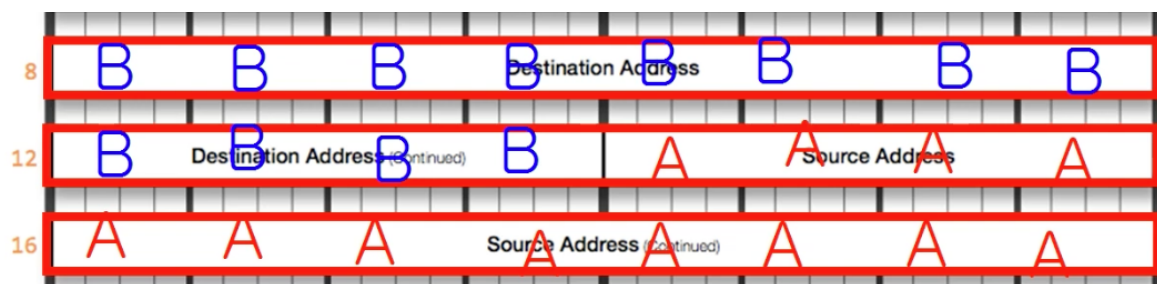 B B B B B B B B
8 Destination Address
B B B B A A A A
12 Destination Address (Continued) Source Address
A A A A A A A A
16 Source Address (Continued)